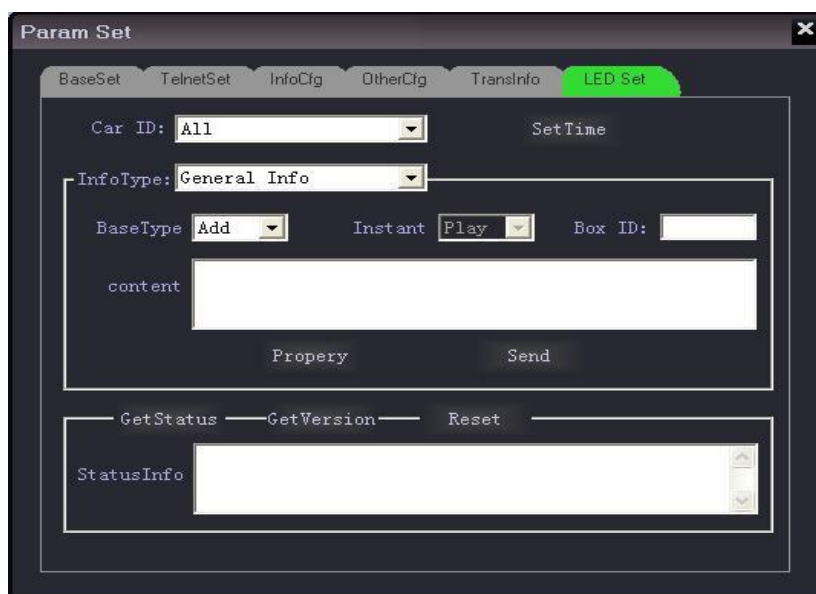 Param Set
BaseSet TelnetSet InfoCfg OtherCfg TransInfo LED Set
Car ID: All SetTime
InfoType: General Info
BaseType Add Instant Play Box ID:
content
Propery Send
GetStatus GetVersion Reset
StatusInfo